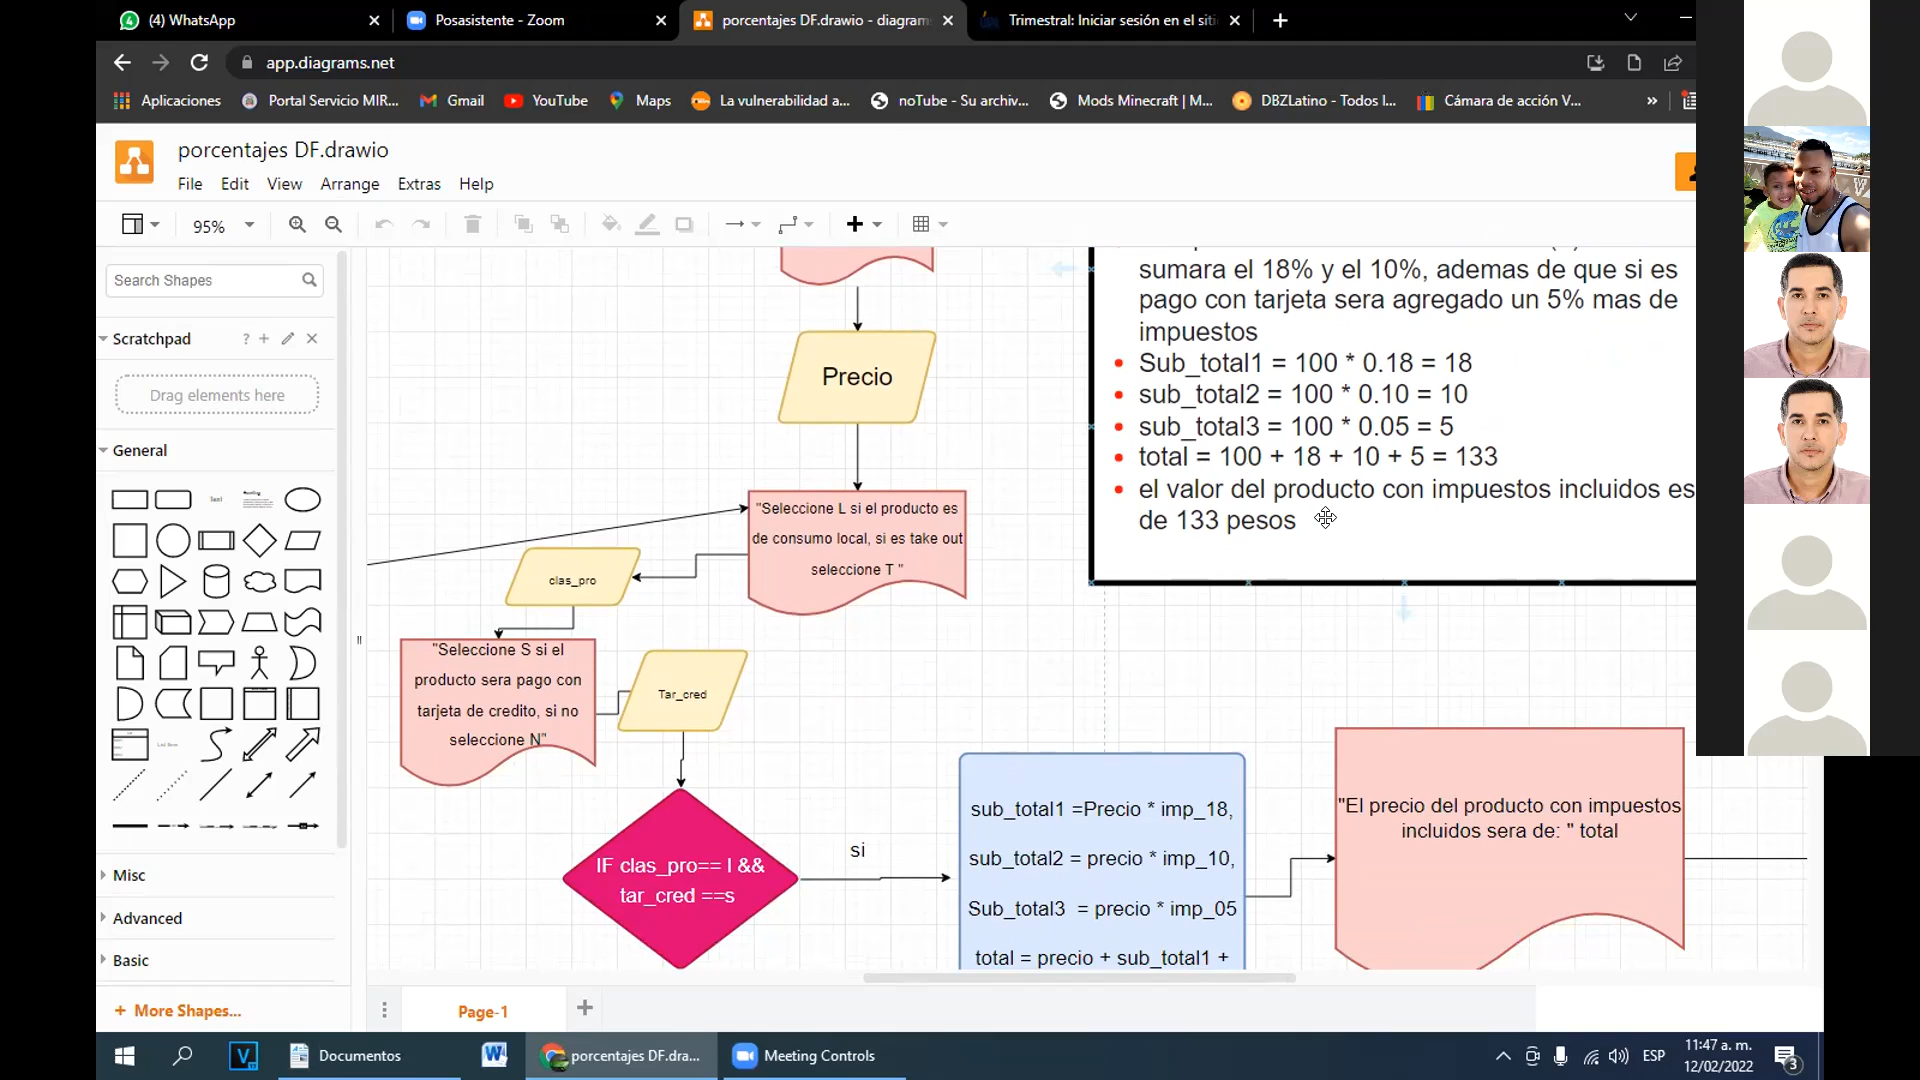 (4) WhatsApp
Posasistente - Zoom
porcentajes DF.drawio - diagram
Trimestral: Iniciar sesión en el siti
app.diagrams.net
Aplicaciones
Portal Servicio MIR...
Gmail
YouTube
Maps
La vulnerabilidad a...
noTube - Su archiv...
Mods Minecraft | M...
DBZLatino - Todos l...
Cámara de acción V...
»
porcentajes DF.drawio
File Edit View Arrange Extras Help
95%
Search Shapes
Scratchpad
Drag elements here
General
Text
Heading
List Item
Misc
Advanced
Basic
+ More Shapes...
Precio
"Seleccione L si el producto es
de consumo local, si es take out
seleccione T "
clas_pro
"Seleccione S si el
producto sera pago con
tarjeta de credito, si no
seleccione N"
Tar_cred
IF clas_pro== l &&
tar_cred ==s
si
sub_total1 =Precio * imp_18,
sub_total2 = precio * imp_10,
Sub_total3 = precio * imp_05
total = precio + sub_total1 +
"El precio del producto con impuestos
incluidos sera de: " total
sumara el 18% y el 10%, ademas de que si es
pago con tarjeta sera agregado un 5% mas de
impuestos
• Sub_total1 = 100 * 0.18 = 18
• sub_total2 = 100 * 0.10 = 10
• sub_total3 = 100 * 0.05 = 5
• total = 100 + 18 + 10 + 5 = 133
• el valor del producto con impuestos incluidos es
de 133 pesos
Page-1
Documentos
porcentajes DF.dra...
Meeting Controls
ESP
11:47 a. m.
12/02/2022
3